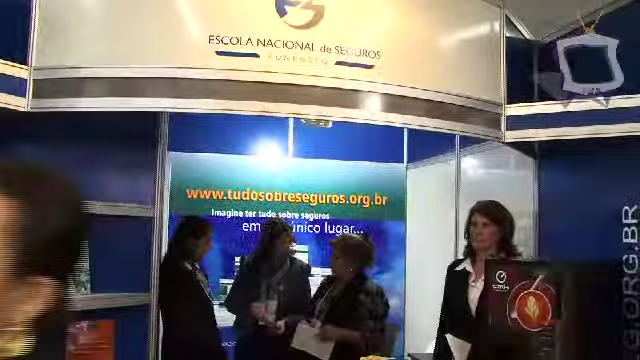 ESCOLA NACIONAL de SEGUROS
FUNENSEG
www.tudosobreseguros.org.br
Imagine ter tudo sobre seguros
em único lugar...
ORG.BR